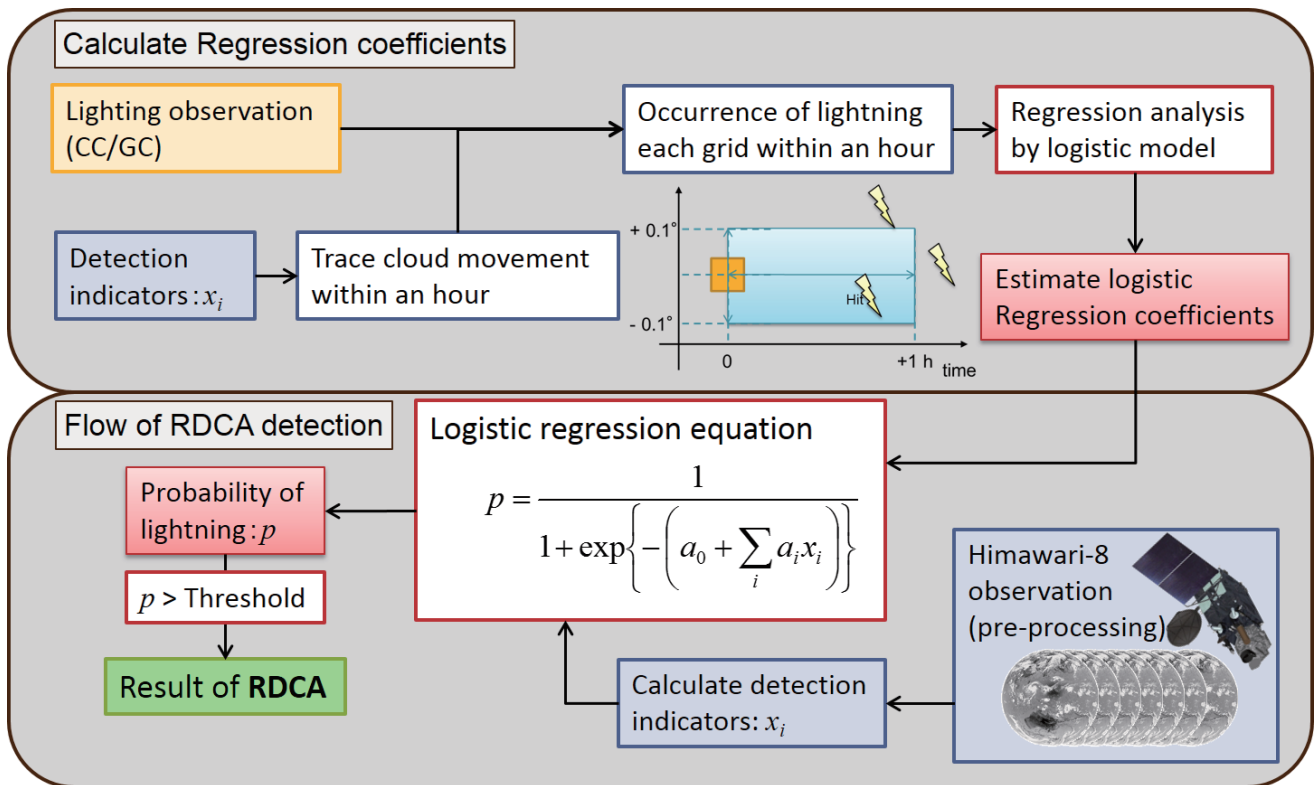 Calculate Regression coefficients
Lighting observation
(CC/GC)
Occurrence of lightning
each grid within an hour
Regression analysis
by logistic model
Detection
indicators: x_i
Trace cloud movement
within an hour
+ 0.1°
Hit
- 0.1°
0
+1 h
time
Estimate logistic
Regression coefficients
Flow of RDCA detection
Logistic regression equation
p = 1 / (1 + exp{-(a_0 + ∑_i a_i x_i)})
Probability of
lightning: p
p > Threshold
Result of RDCA
Himawari-8
observation
(pre-processing)
Calculate detection
indicators: x_i